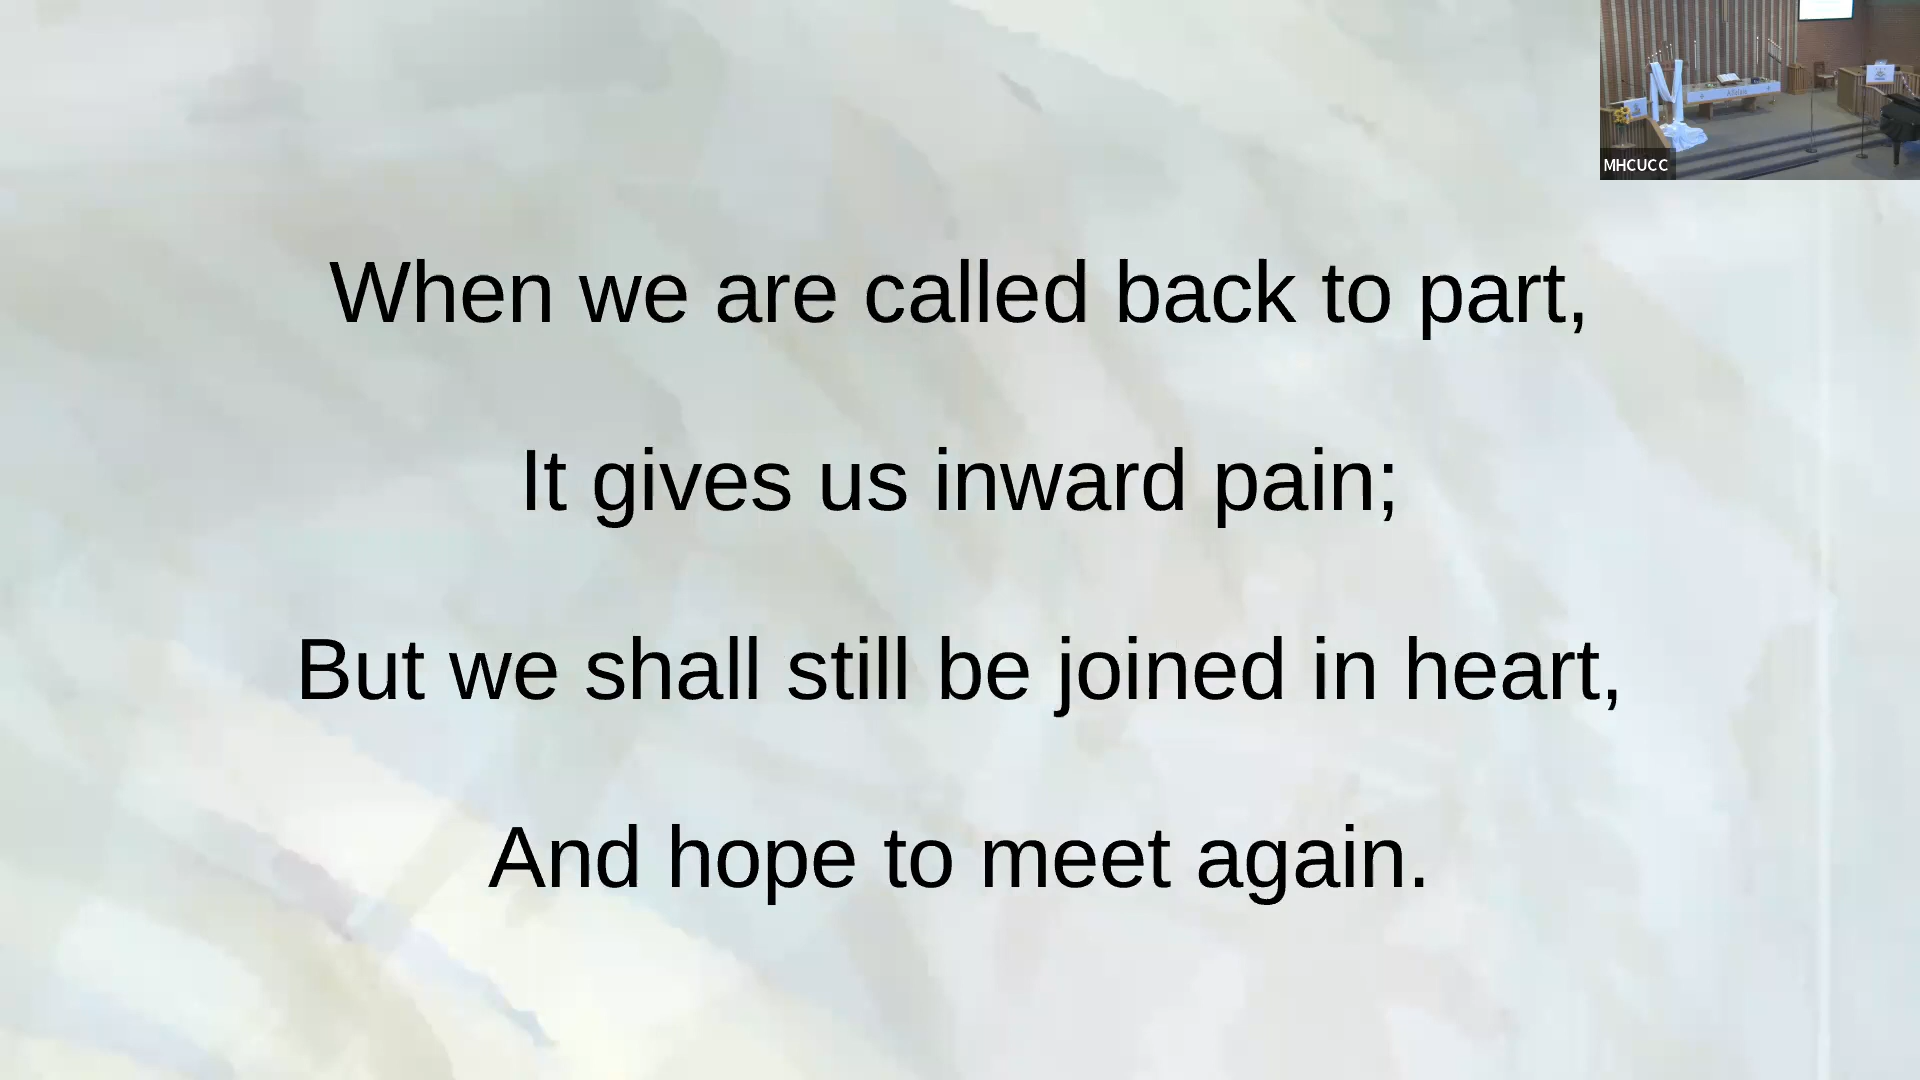 When we are called back to part,
It gives us inward pain;
But we shall still be joined in heart,
And hope to meet again.
MHCUCC
Alleluia